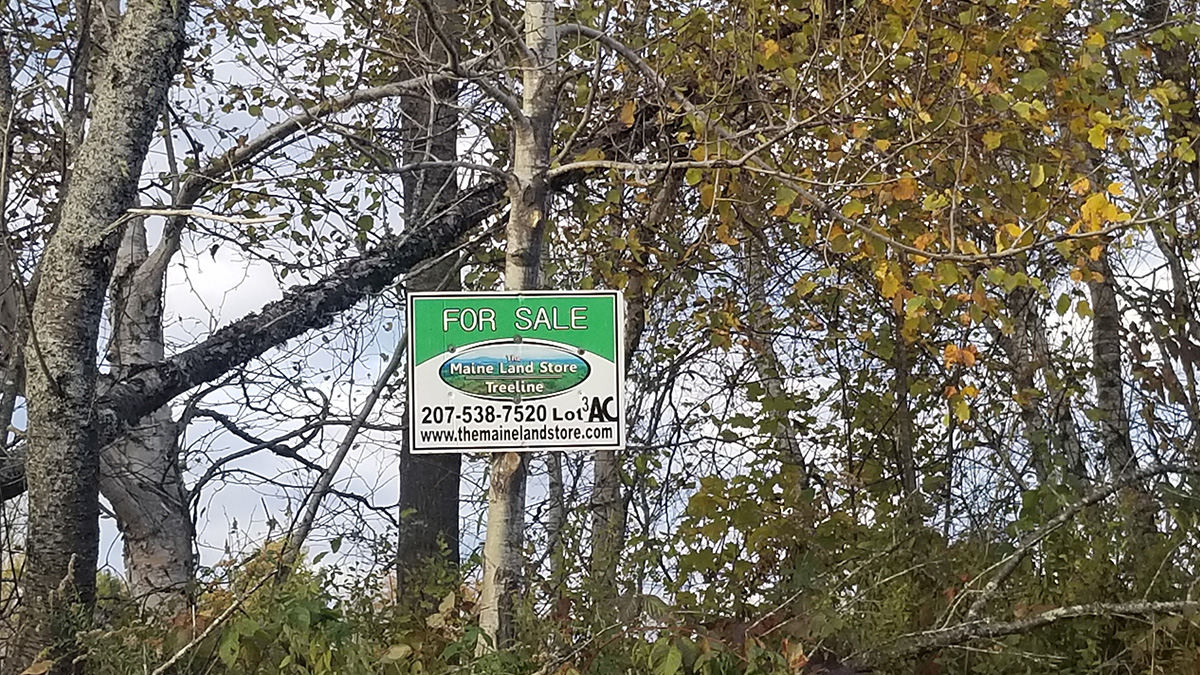 FOR SALE
The
Maine Land Store
Treeline
207-538-7520 Lot 3AC
www.themainelandstore.com